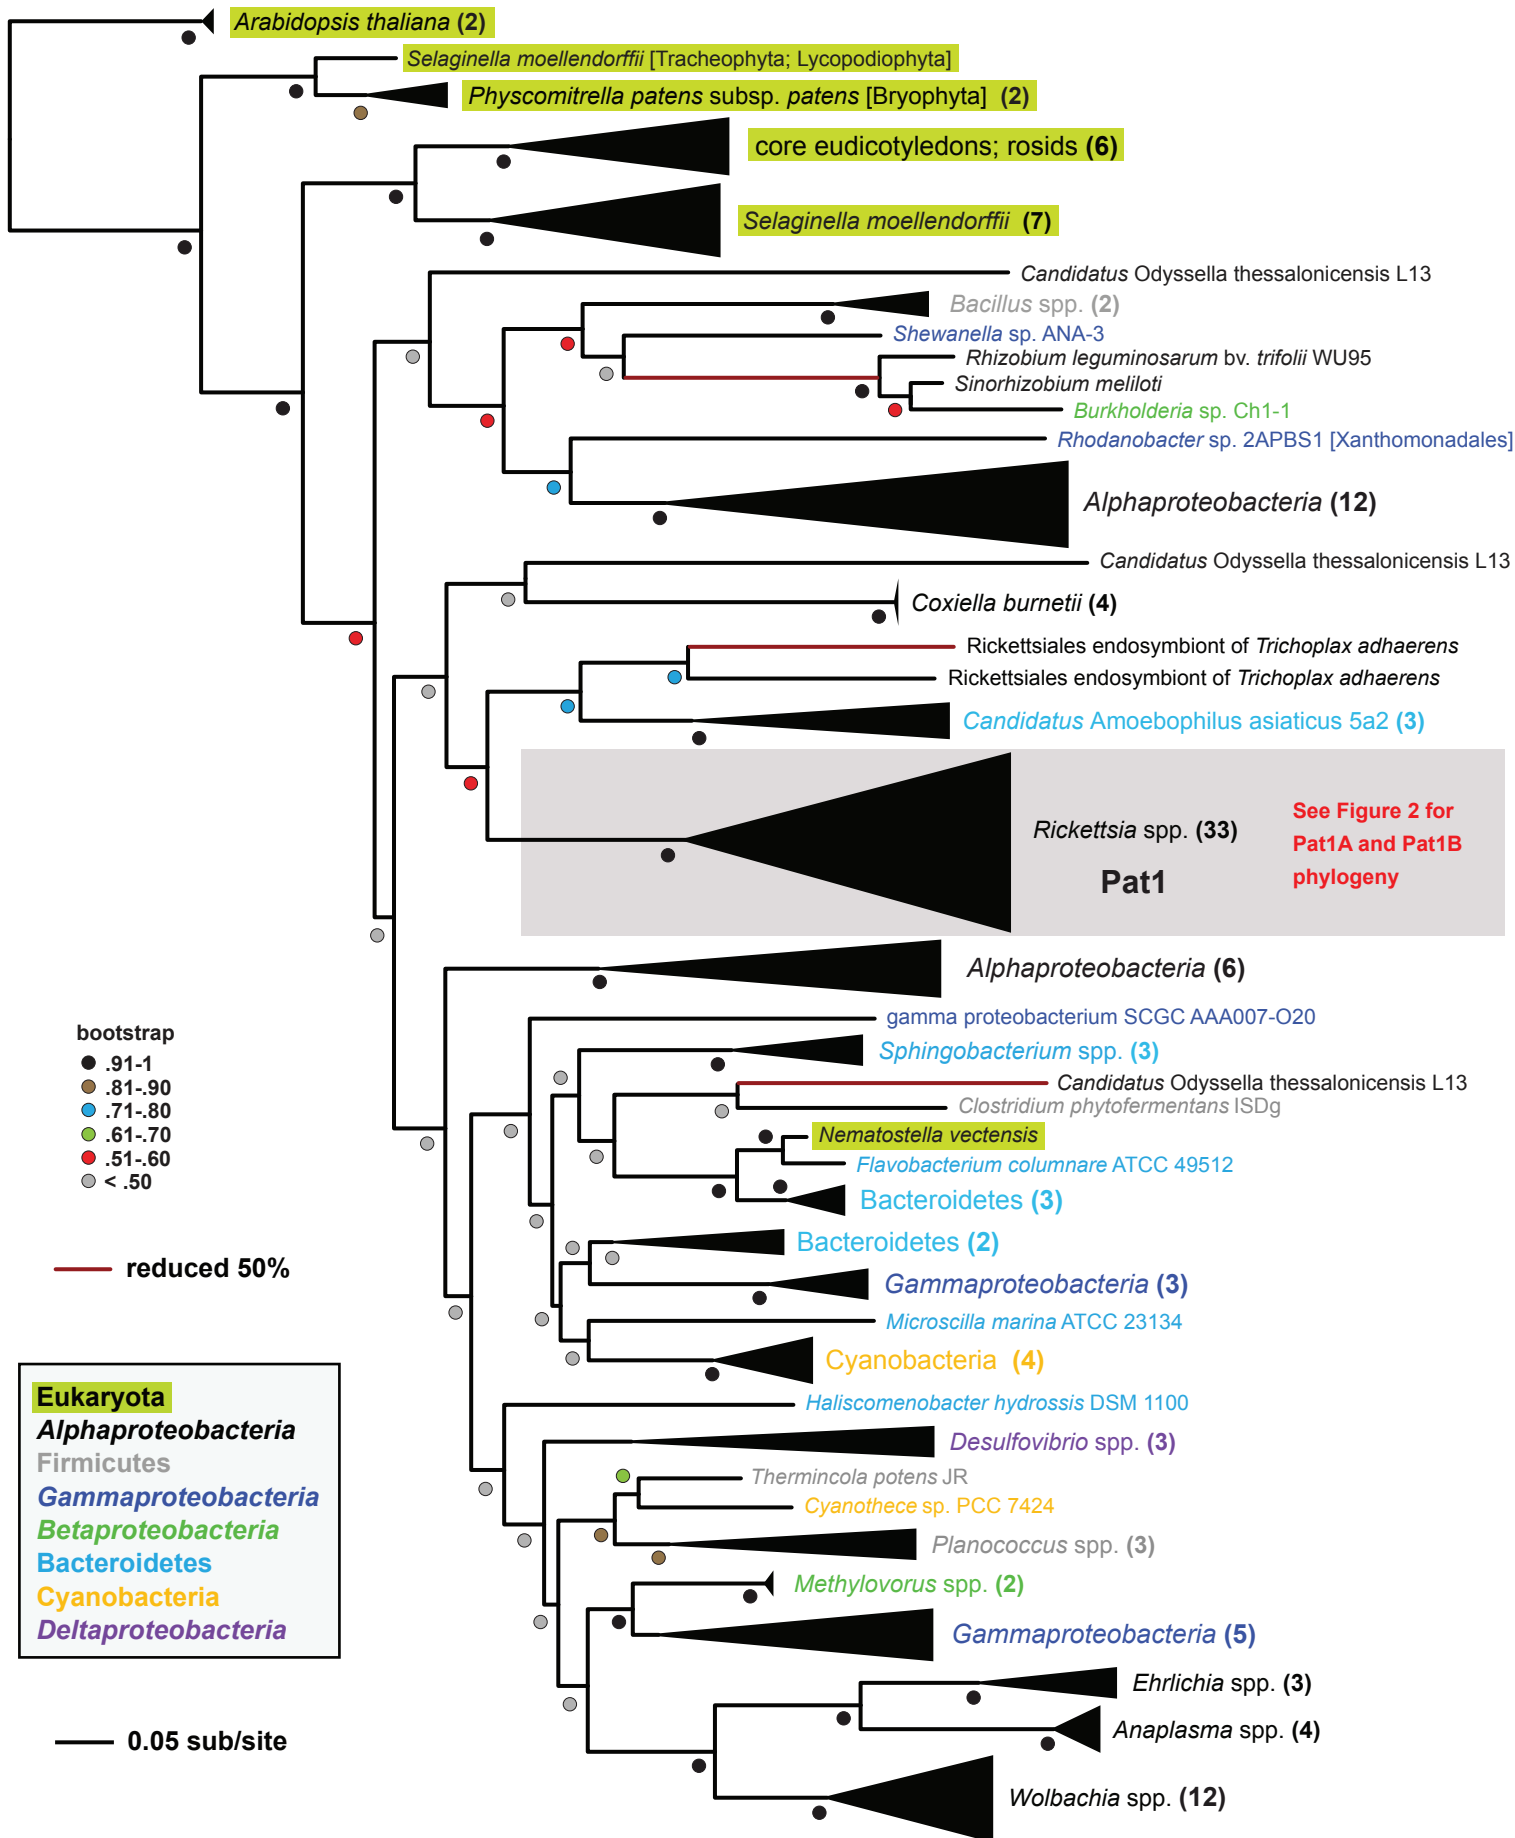 Arabidopsis thaliana (2)
Selaginella moellendorffii [Tracheophyta; Lycopodiophyta]
Physcomitrella patens subsp. patens [Bryophyta] (2)
core eudicotyledons; rosids (6)
Selaginella moellendorffii (7)
Candidatus Odyssella thessalonicensis L13
Bacillus spp. (2)
Shewanella sp. ANA-3
Rhizobium leguminosarum bv. trifolii WU95
Sinorhizobium meliloti
Burkholderia sp. Ch1-1
Rhodanobacter sp. 2APBS1 [Xanthomonadales]
Alphaproteobacteria (12)
Candidatus Odyssella thessalonicensis L13
Coxiella burnetii (4)
Rickettsiales endosymbiont of Trichoplax adhaerens
Rickettsiales endosymbiont of Trichoplax adhaerens
Candidatus Amoebophilus asiaticus 5a2 (3)
Rickettsia spp. (33)
Pat1
See Figure 2 for
Pat1A and Pat1B
phylogeny
Alphaproteobacteria (6)
gamma proteobacterium SCGC AAA007-O20
Sphingobacterium spp. (3)
Candidatus Odyssella thessalonicensis L13
Clostridium phytofermentans ISDg
Nematostella vectensis
Flavobacterium columnare ATCC 49512
Bacteroidetes (3)
Bacteroidetes (2)
Gammaproteobacteria (3)
Microscilla marina ATCC 23134
Cyanobacteria (4)
Haliscomenobacter hydrossis DSM 1100
Desulfovibrio spp. (3)
Thermincola potens JR
Cyanothece sp. PCC 7424
Planococcus spp. (3)
Methylovorus spp. (2)
Gammaproteobacteria (5)
Ehrlichia spp. (3)
Anaplasma spp. (4)
Wolbachia spp. (12)
bootstrap
.91-1
.81-.90
.71-.80
.61-.70
.51-.60
< .50
reduced 50%
Eukaryota
Alphaproteobacteria
Firmicutes
Gammaproteobacteria
Betaproteobacteria
Bacteroidetes
Cyanobacteria
Deltaproteobacteria
0.05 sub/site